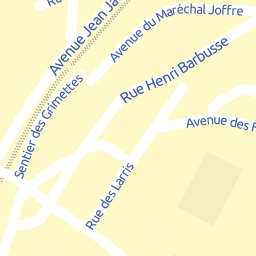 Avenue Jean Ja
Avenue du Maréchal Joffre
Rue Henri Barbusse
Sentier des Grimettes
Avenue des
Rue des Larris